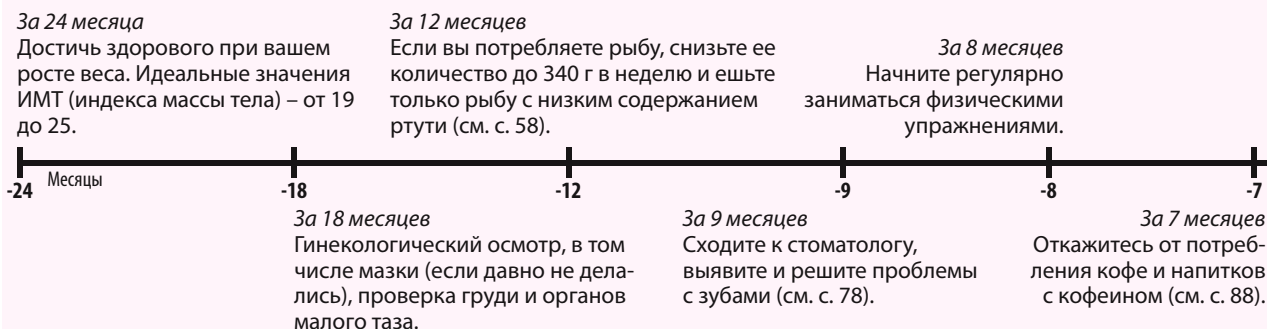 За 24 месяца
Достичь здорового при вашем
росте веса. Идеальные значения
ИМТ (индекса массы тела) – от 19
до 25.
За 12 месяцев
Если вы потребляете рыбу, снизьте ее
количество до 340 г в неделю и ешьте
только рыбу с низким содержанием
ртути (см. с. 58).
За 8 месяцев
Начните регулярно
заниматься физическими
упражнениями.
-24 Месяцы -18 -12 -9 -8 -7
За 18 месяцев
Гинекологический осмотр, в том
числе мазки (если давно не дела-
лись), проверка груди и органов
малого таза.
За 9 месяцев
Сходите к стоматологу,
выявите и решите проблемы
с зубами (см. с. 78).
За 7 месяцев
Откажитесь от потреб-
ления кофе и напитков
с кофеином (см. с. 88).